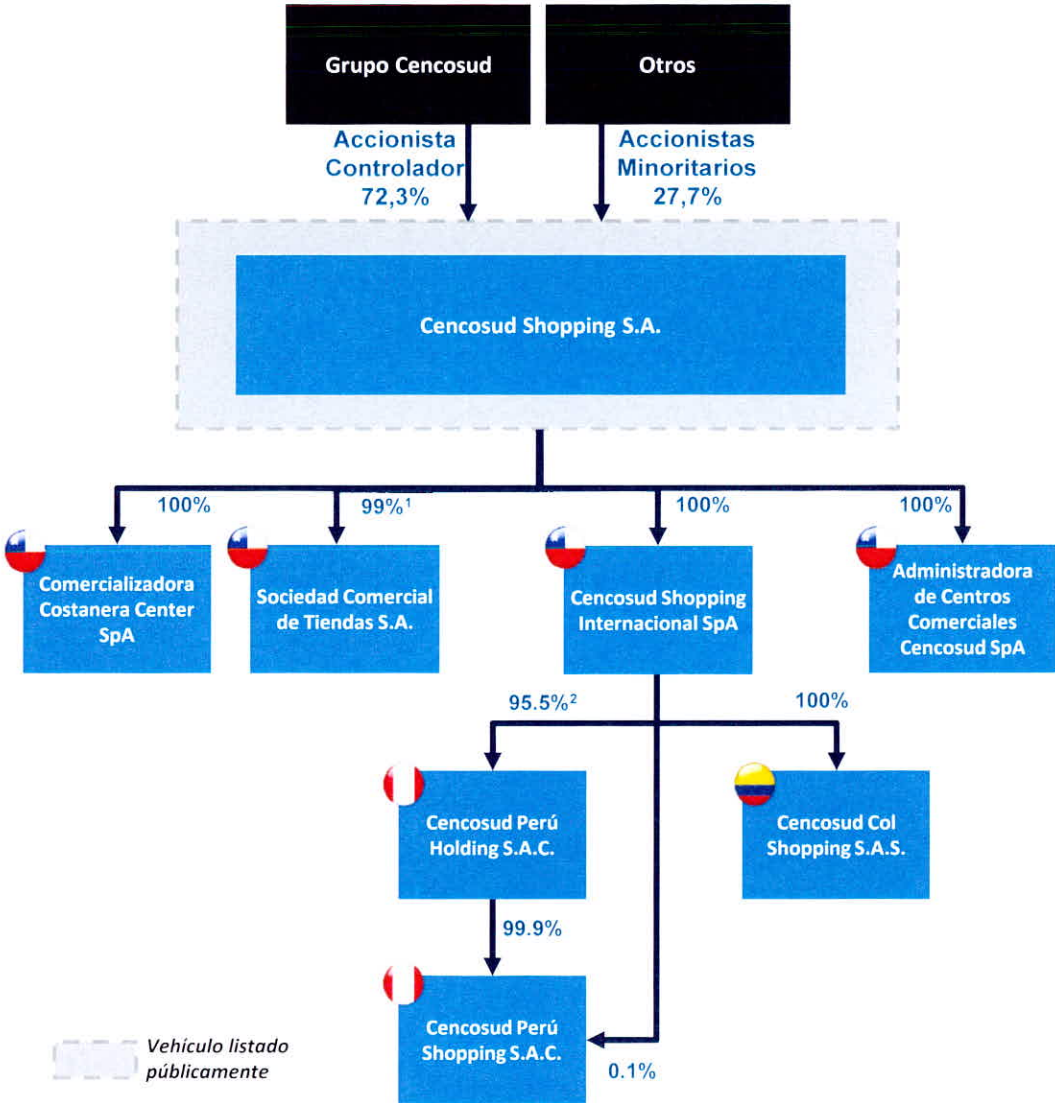 Grupo Cencosud
Otros
Accionista
Controlador
72,3%
Accionistas
Minoritarios
27,7%
Cencosud Shopping S.A.
100%
99%¹
100%
100%
Comercializadora
Costanera Center
SpA
Sociedad Comercial
de Tiendas S.A.
Cencosud Shopping
Internacional SpA
Administradora
de Centros
Comerciales
Cencosud SpA
95.5%²
100%
Cencosud Perú
Holding S.A.C.
Cencosud Col
Shopping S.A.S.
99.9%
Cencosud Perú
Shopping S.A.C.
0.1%
Vehículo listado
públicamente